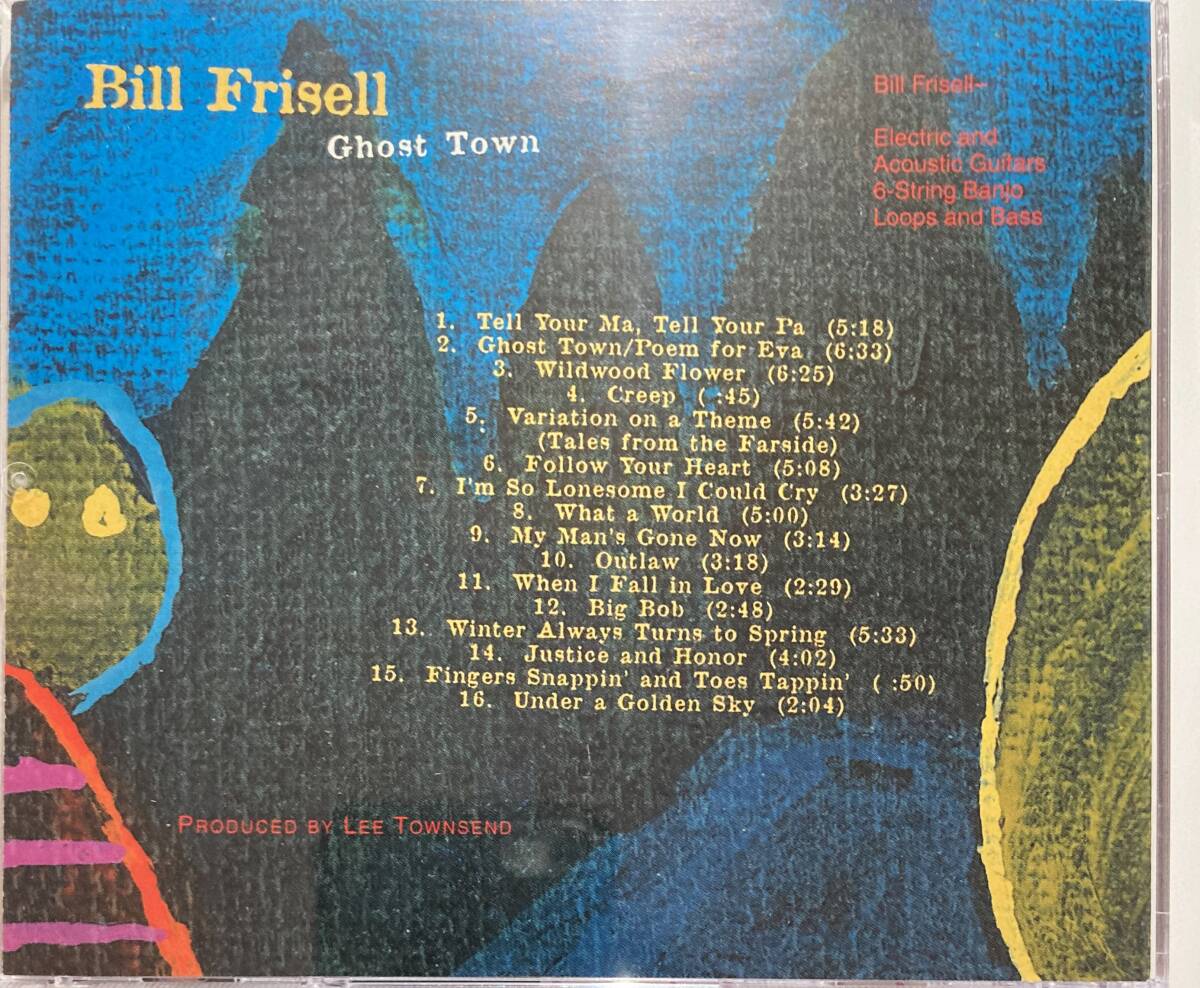 Bill Frisell
Ghost Town
Bill Frisell~
Electric and
Acoustic Guitars
6-String Banjo
Loops and Bass
1. Tell Your Ma, Tell Your Pa (5:18)
2. Ghost Town/Poem for Eva (6:33)
3. Wildwood Flower (6:25)
4. Creep ( :45)
5. Variation on a Theme (5:42)
(Tales from the Farside)
6. Follow Your Heart (5:08)
7. I'm So Lonesome I Could Cry (3:27)
8. What a World (5:00)
9. My Man's Gone Now (3:14)
10. Outlaw (3:18)
11. When I Fall in Love (2:29)
12. Big Bob (2:48)
13. Winter Always Turns to Spring (5:33)
14. Justice and Honor (4:02)
15. Fingers Snappin' and Toes Tappin' ( :50)
16. Under a Golden Sky (2:04)
PRODUCED BY LEE TOWNSEND